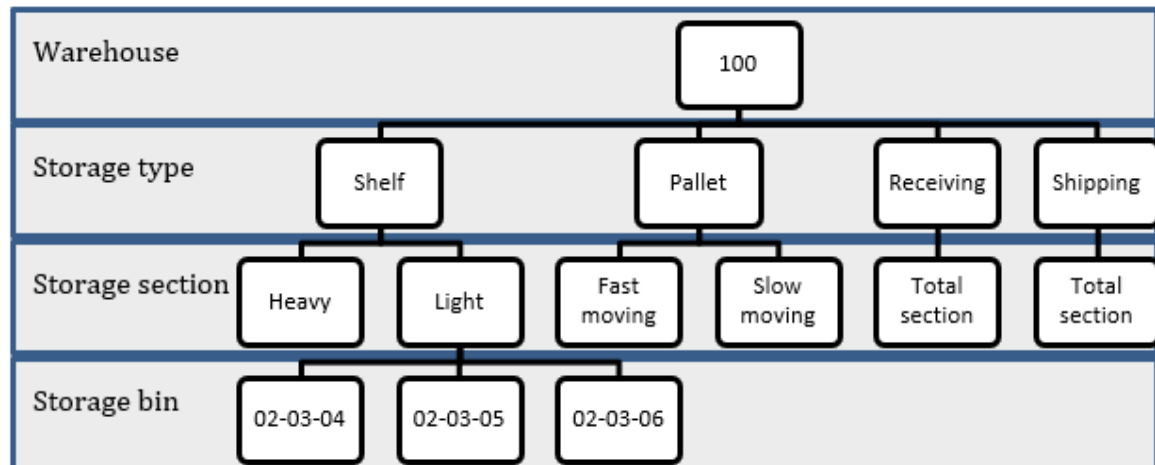 Warehouse
100
Storage type
Shelf
Pallet
Receiving
Shipping
Storage section
Heavy
Light
Fast
moving
Slow
moving
Total
section
Total
section
Storage bin
02-03-04
02-03-05
02-03-06